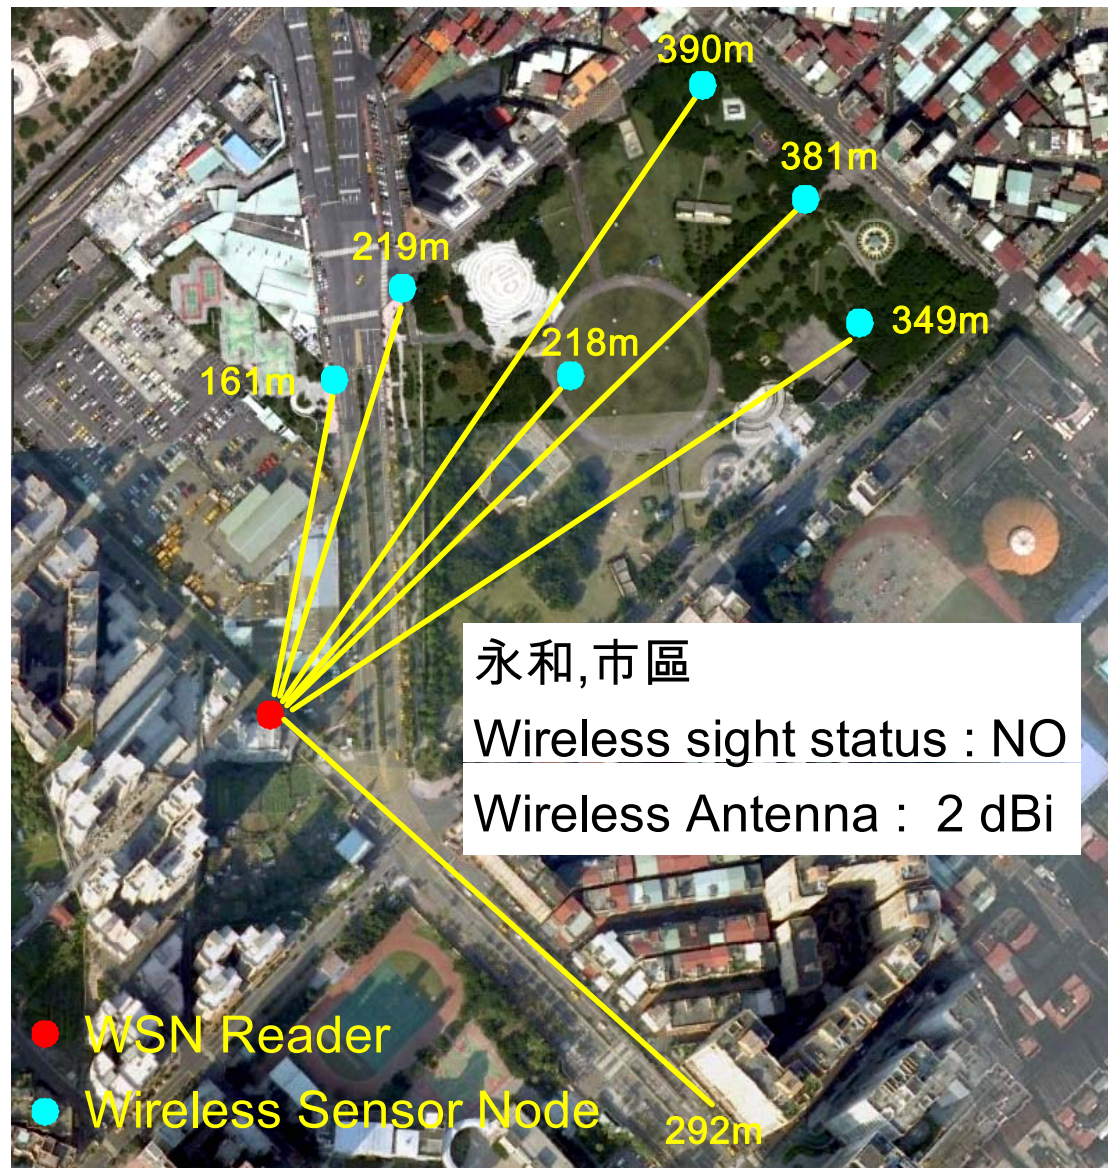 390m
381m
219m
349m
218m
161m
永和,市區
Wireless sight status : NO
Wireless Antenna : 2 dBi
WSN Reader
Wireless Sensor Node
292m